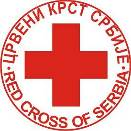 ЦРВЕНИ КРСТ СРБИЈЕ
RED CROSS OF SERBIA